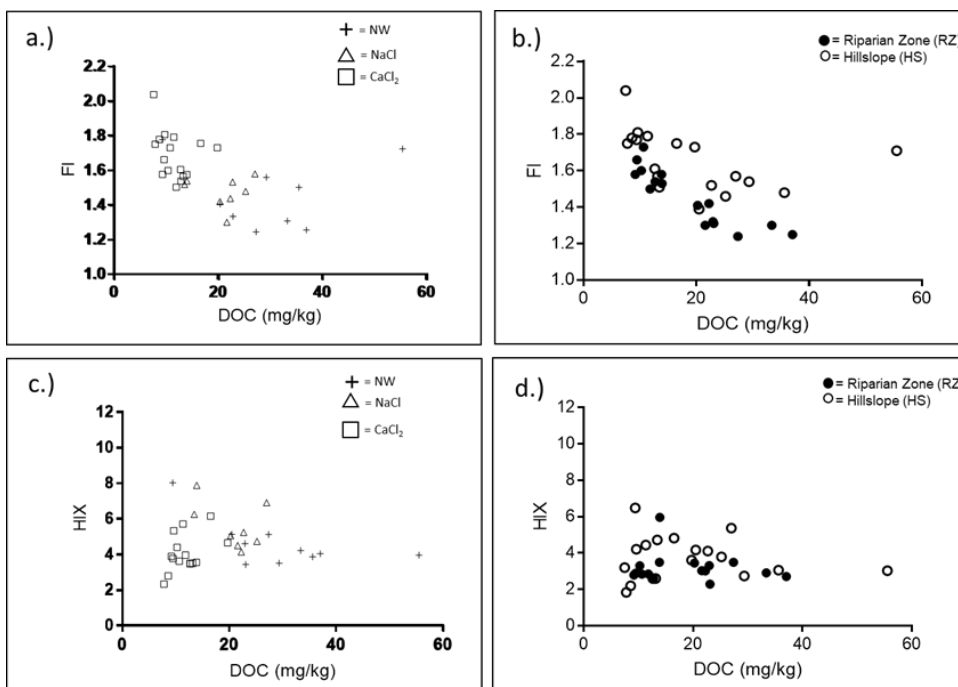 a.)
+ = NW
△ = NaCl
□ = CaCl₂
2.2
2.0
1.8
1.6
1.4
1.2
1.0
FI
0
20
40
60
DOC (mg/kg)
b.)
● = Riparian Zone (RZ)
○ = Hillslope (HS)
2.2
2.0
1.8
1.6
1.4
1.2
1.0
FI
0
20
40
60
DOC (mg/kg)
c.)
+ = NW
△ = NaCl
□ = CaCl₂
12
10
8
6
4
2
0
HIX
0
20
40
60
DOC (mg/kg)
d.)
● = Riparian Zone (RZ
○ = Hillslope (HS)
12
10
8
6
4
2
0
HIX
0
20
40
60
DOC (mg/kg)